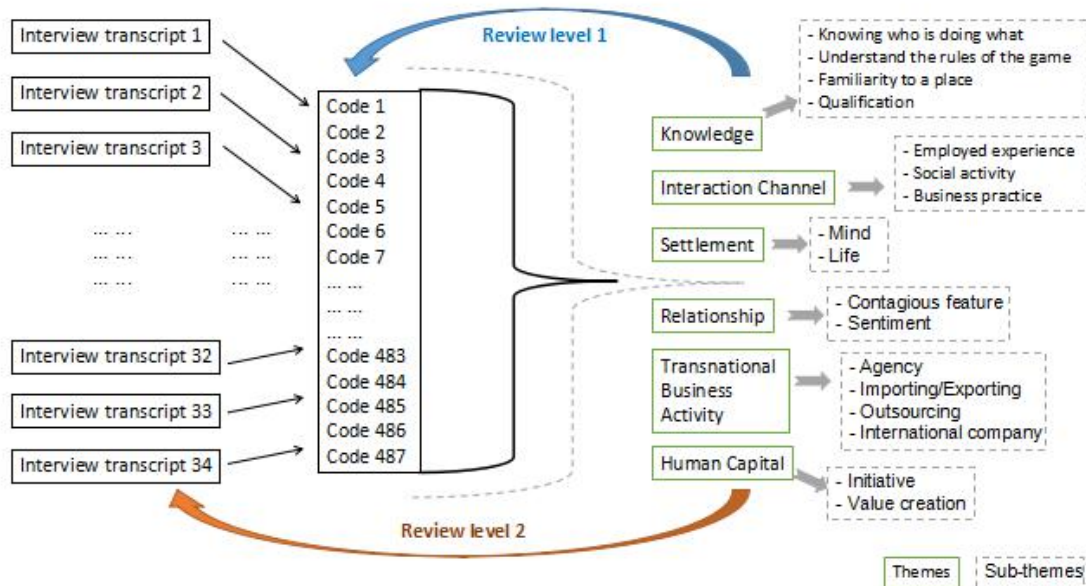 Interview transcript 1
Interview transcript 2
Interview transcript 3
... ... ... ...
... ... ... ...
... ... ... ...
Interview transcript 32
Interview transcript 33
Interview transcript 34
Review level 1
Code 1
Code 2
Code 3
Code 4
Code 5
Code 6
Code 7
... ...
... ...
... ...
Code 483
Code 484
Code 485
Code 486
Code 487
Review level 2
Knowledge
- Knowing who is doing what
- Understand the rules of the game
- Familiarity to a place
- Qualification
Interaction Channel
- Employed experience
- Social activity
- Business practice
Settlement
- Mind
- Life
Relationship
- Contagious feature
- Sentiment
Transnational
Business
Activity
- Agency
- Importing/Exporting
- Outsourcing
- International company
Human Capital
- Initiative
- Value creation
Themes
Sub-themes